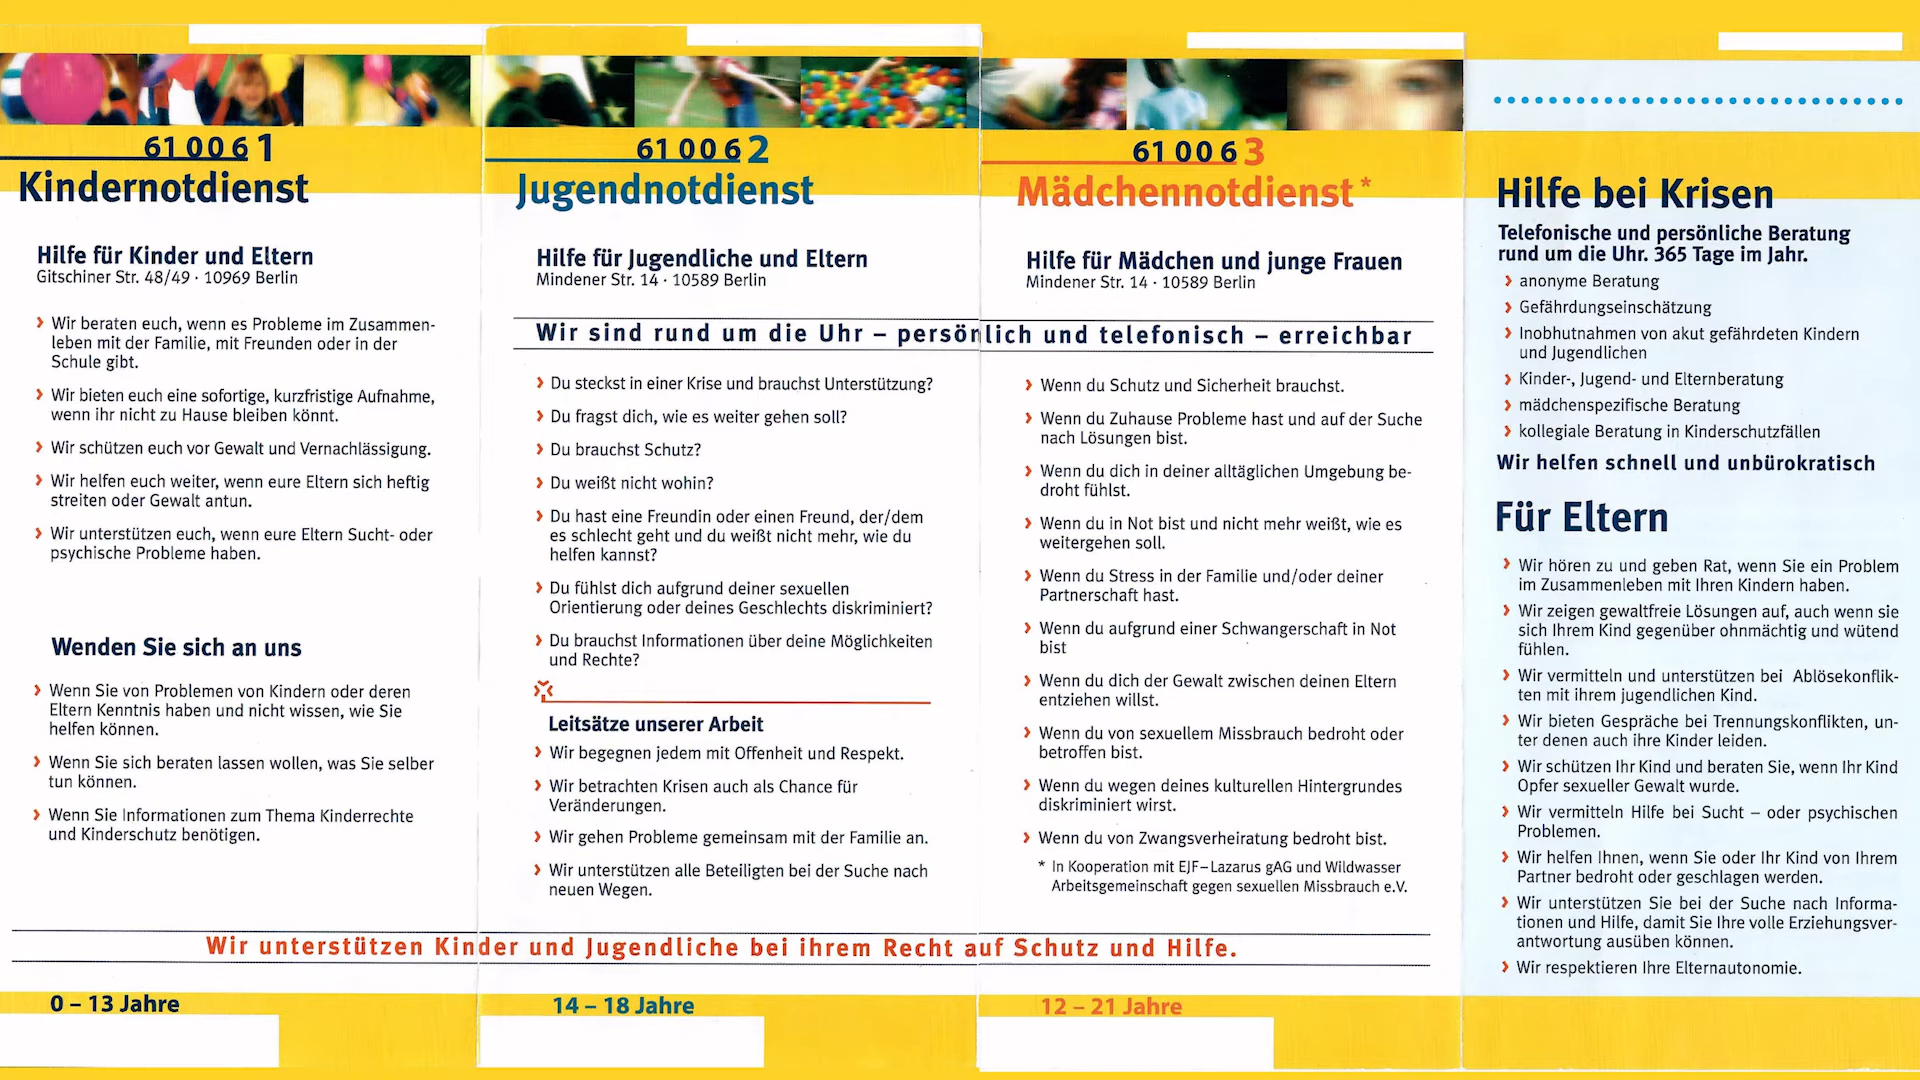 61 00 6 1
Kindernotdienst
Hilfe für Kinder und Eltern
Gitschiner Str. 48/49 · 10969 Berlin
› Wir beraten euch, wenn es Probleme im Zusammen-
leben mit der Familie, mit Freunden oder in der
Schule gibt.
› Wir bieten euch eine sofortige, kurzfristige Aufnahme,
wenn ihr nicht zu Hause bleiben könnt.
› Wir schützen euch vor Gewalt und Vernachlässigung.
› Wir helfen euch weiter, wenn eure Eltern sich heftig
streiten oder Gewalt antun.
› Wir unterstützen euch, wenn eure Eltern Sucht- oder
psychische Probleme haben.
Wenden Sie sich an uns
› Wenn Sie von Problemen von Kindern oder deren
Eltern Kenntnis haben und nicht wissen, wie Sie
helfen können.
› Wenn Sie sich beraten lassen wollen, was Sie selber
tun können.
› Wenn Sie Informationen zum Thema Kinderrechte
und Kinderschutz benötigen.
0 – 13 Jahre
61 00 6 2
Jugendnotdienst
Hilfe für Jugendliche und Eltern
Mindener Str. 14 · 10589 Berlin
Wir sind rund um die Uhr – persönlich und telefonisch – erreichbar
› Du steckst in einer Krise und brauchst Unterstützung?
› Du fragst dich, wie es weiter gehen soll?
› Du brauchst Schutz?
› Du weißt nicht wohin?
› Du hast eine Freundin oder einen Freund, der/dem
es schlecht geht und du weißt nicht mehr, wie du
helfen kannst?
› Du fühlst dich aufgrund deiner sexuellen
Orientierung oder deines Geschlechts diskriminiert?
› Du brauchst Informationen über deine Möglichkeiten
und Rechte?
Leitsätze unserer Arbeit
› Wir begegnen jedem mit Offenheit und Respekt.
› Wir betrachten Krisen auch als Chance für
Veränderungen.
› Wir gehen Probleme gemeinsam mit der Familie an.
› Wir unterstützen alle Beteiligten bei der Suche nach
neuen Wegen.
Wir unterstützen Kinder und Jugendliche bei ihrem Recht auf Schutz und Hilfe.
14 – 18 Jahre
61 00 6 3
Mädchennotdienst*
Hilfe für Mädchen und junge Frauen
Mindener Str. 14 · 10589 Berlin
› Wenn du Schutz und Sicherheit brauchst.
› Wenn du Zuhause Probleme hast und auf der Suche
nach Lösungen bist.
› Wenn du dich in deiner alltäglichen Umgebung be-
droht fühlst.
› Wenn du in Not bist und nicht mehr weißt, wie es
weitergehen soll.
› Wenn du Stress in der Familie und/oder deiner
Partnerschaft hast.
› Wenn du aufgrund einer Schwangerschaft in Not
bist
› Wenn du dich der Gewalt zwischen deinen Eltern
entziehen willst.
› Wenn du von sexuellem Missbrauch bedroht oder
betroffen bist.
› Wenn du wegen deines kulturellen Hintergrundes
diskriminiert wirst.
› Wenn du von Zwangsverheiratung bedroht bist.
* In Kooperation mit EJF–Lazarus gAG und Wildwasser
Arbeitsgemeinschaft gegen sexuellen Missbrauch e.V.
12 – 21 Jahre
Hilfe bei Krisen
Telefonische und persönliche Beratung
rund um die Uhr. 365 Tage im Jahr.
› anonyme Beratung
› Gefährdungseinschätzung
› Inobhutnahmen von akut gefährdeten Kindern
und Jugendlichen
› Kinder-, Jugend- und Elternberatung
› mädchenspezifische Beratung
› kollegiale Beratung in Kinderschutzfällen
Wir helfen schnell und unbürokratisch
Für Eltern
› Wir hören zu und geben Rat, wenn Sie ein Problem
im Zusammenleben mit Ihren Kindern haben.
› Wir zeigen gewaltfreie Lösungen auf, auch wenn sie
sich Ihrem Kind gegenüber ohnmächtig und wütend
fühlen.
› Wir vermitteln und unterstützen bei Ablösekonflik-
ten mit ihrem jugendlichen Kind.
› Wir bieten Gespräche bei Trennungskonflikten, un-
ter denen auch ihre Kinder leiden.
› Wir schützen Ihr Kind und beraten Sie, wenn Ihr Kind
Opfer sexueller Gewalt wurde.
› Wir vermitteln Hilfe bei Sucht – oder psychischen
Problemen.
› Wir helfen Ihnen, wenn Sie oder Ihr Kind von Ihrem
Partner bedroht oder geschlagen werden.
› Wir unterstützen Sie bei der Suche nach Informa-
tionen und Hilfe, damit Sie Ihre volle Erziehungsver-
antwortung ausüben können.
› Wir respektieren Ihre Elternautonomie.